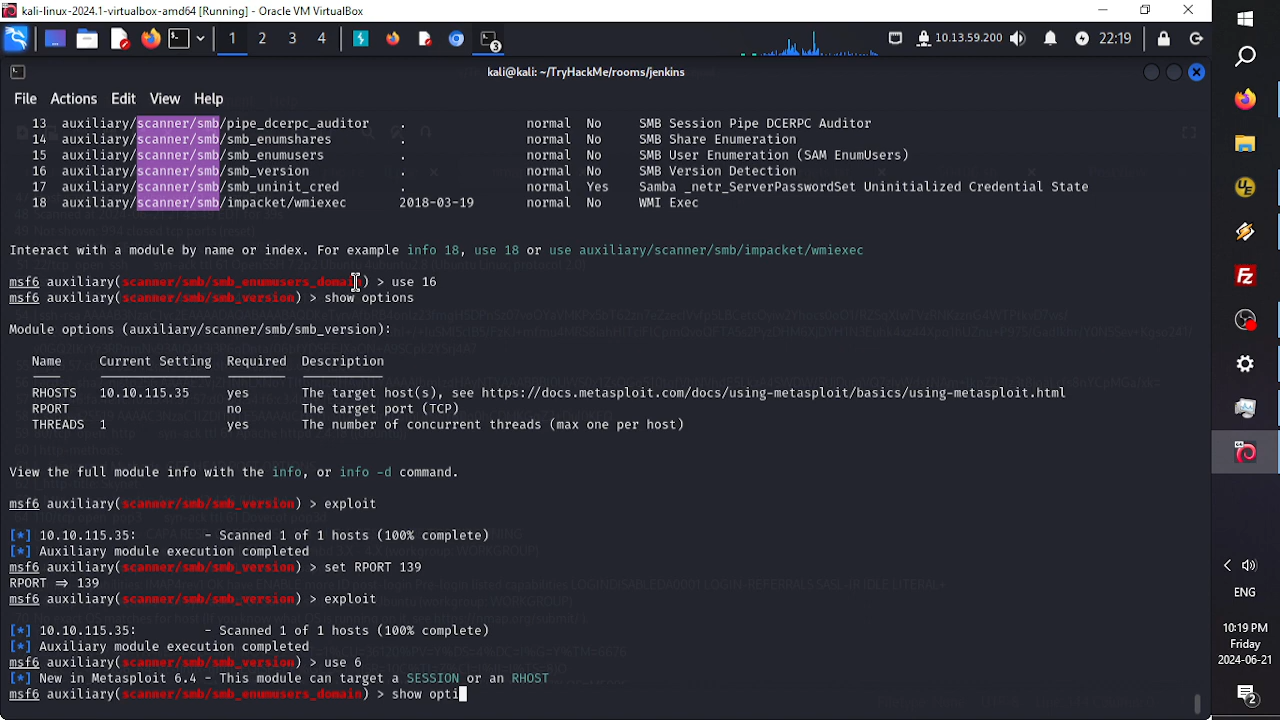 kali-linux-2024.1-virtualbox-amd64 [Running] - Oracle VM VirtualBox
1 2 3 4 3 10.13.59.200 22:19
kali@kali: ~/TryHackMe/rooms/jenkins
File Actions Edit View Help
13 auxiliary/scanner/smb/pipe_dcerpc_auditor . normal No SMB Session Pipe DCERPC Auditor
14 auxiliary/scanner/smb/smb_enumshares . normal No SMB Share Enumeration
15 auxiliary/scanner/smb/smb_enumusers . normal No SMB User Enumeration (SAM EnumUsers)
16 auxiliary/scanner/smb/smb_version . normal No SMB Version Detection
17 auxiliary/scanner/smb/smb_uninit_cred . normal Yes Samba _netr_ServerPasswordSet Uninitialized Credential State
18 auxiliary/scanner/smb/impacket/wmiexec 2018-03-19 normal No WMI Exec
Interact with a module by name or index. For example info 18, use 18 or use auxiliary/scanner/smb/impacket/wmiexec
msf6 auxiliary(scanner/smb/smb_enumusers_domain) > use 16
msf6 auxiliary(scanner/smb/smb_version) > show options
Module options (auxiliary/scanner/smb/smb_version):
Name Current Setting Required Description
RHOSTS 10.10.115.35 yes The target host(s), see https://docs.metasploit.com/docs/using-metasploit/basics/using-metasploit.html
RPORT no The target port (TCP)
THREADS 1 yes The number of concurrent threads (max one per host)
View the full module info with the info, or info -d command.
msf6 auxiliary(scanner/smb/smb_version) > exploit
[*] 10.10.115.35: - Scanned 1 of 1 hosts (100% complete)
[*] Auxiliary module execution completed
msf6 auxiliary(scanner/smb/smb_version) > set RPORT 139
RPORT => 139
msf6 auxiliary(scanner/smb/smb_version) > exploit
[*] 10.10.115.35: - Scanned 1 of 1 hosts (100% complete)
[*] Auxiliary module execution completed
msf6 auxiliary(scanner/smb/smb_version) > use 6
[*] New in Metasploit 6.4 - This module can target a SESSION or an RHOST
msf6 auxiliary(scanner/smb/smb_enumusers_domain) > show opti
ENG
10:19 PM
Friday
2024-06-21
2